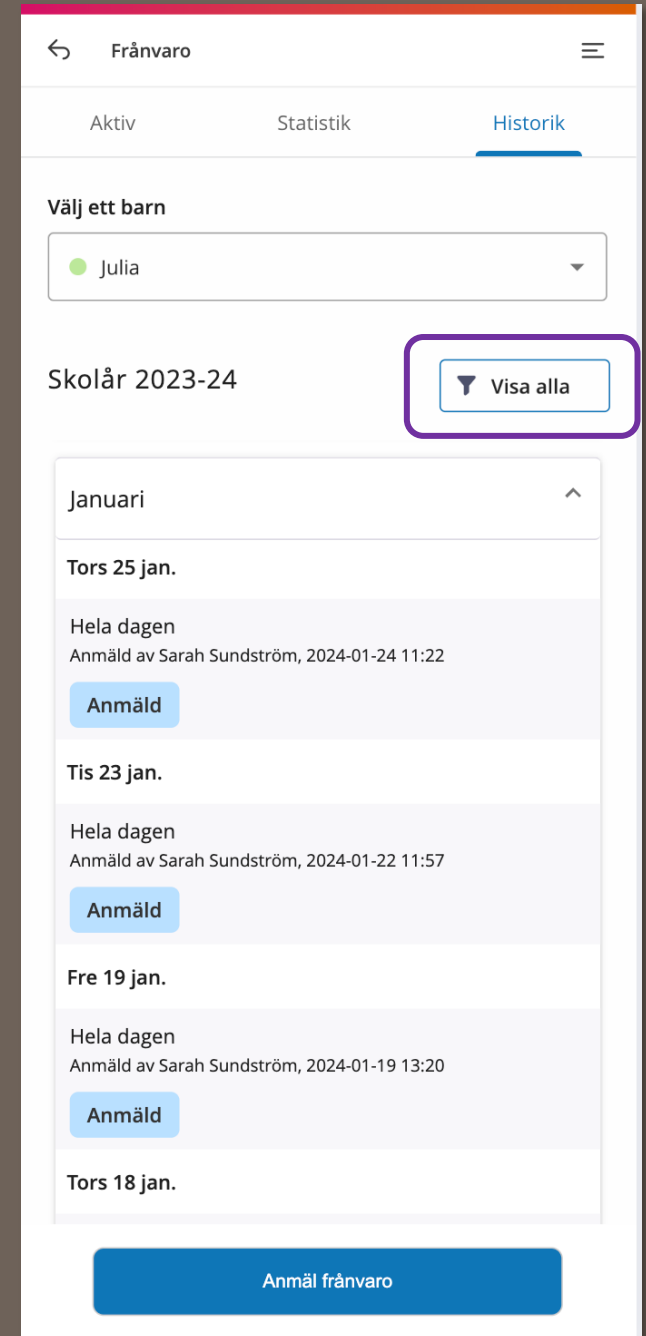 Frånvaro
Aktiv Statistik Historik
Välj ett barn
Julia
Skolår 2023-24
Visa alla
Januari
Tors 25 jan.
Hela dagen
Anmäld av Sarah Sundström, 2024-01-24 11:22
Anmäld
Tis 23 jan.
Hela dagen
Anmäld av Sarah Sundström, 2024-01-22 11:57
Anmäld
Fre 19 jan.
Hela dagen
Anmäld av Sarah Sundström, 2024-01-19 13:20
Anmäld
Tors 18 jan.
Anmäl frånvaro